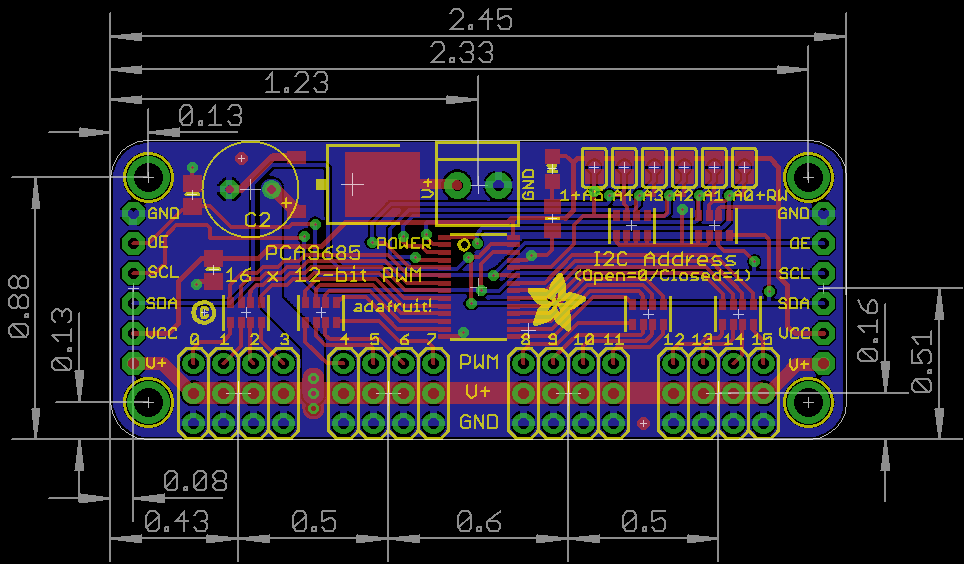 2.45
2.33
1.23
0.13
C2
+
V+
GND
1+A5 A4 A3 A2 A1 A0+RW
GND
GND
OE
OE
POWER
PCA9685
I2C Address
SCL
16 x 12-bit PWM
(Open=0/Closed=1)
SCL
SDA
©
adafruit!
SDA
VCC
VCC
0 1 2 3 4 5 6 7 8 9 10 11 12 13 14 15
V+
PWM
V+
V+
GND
0.88
0.13
0.16
0.51
0.08
0.43
0.5
0.6
0.5